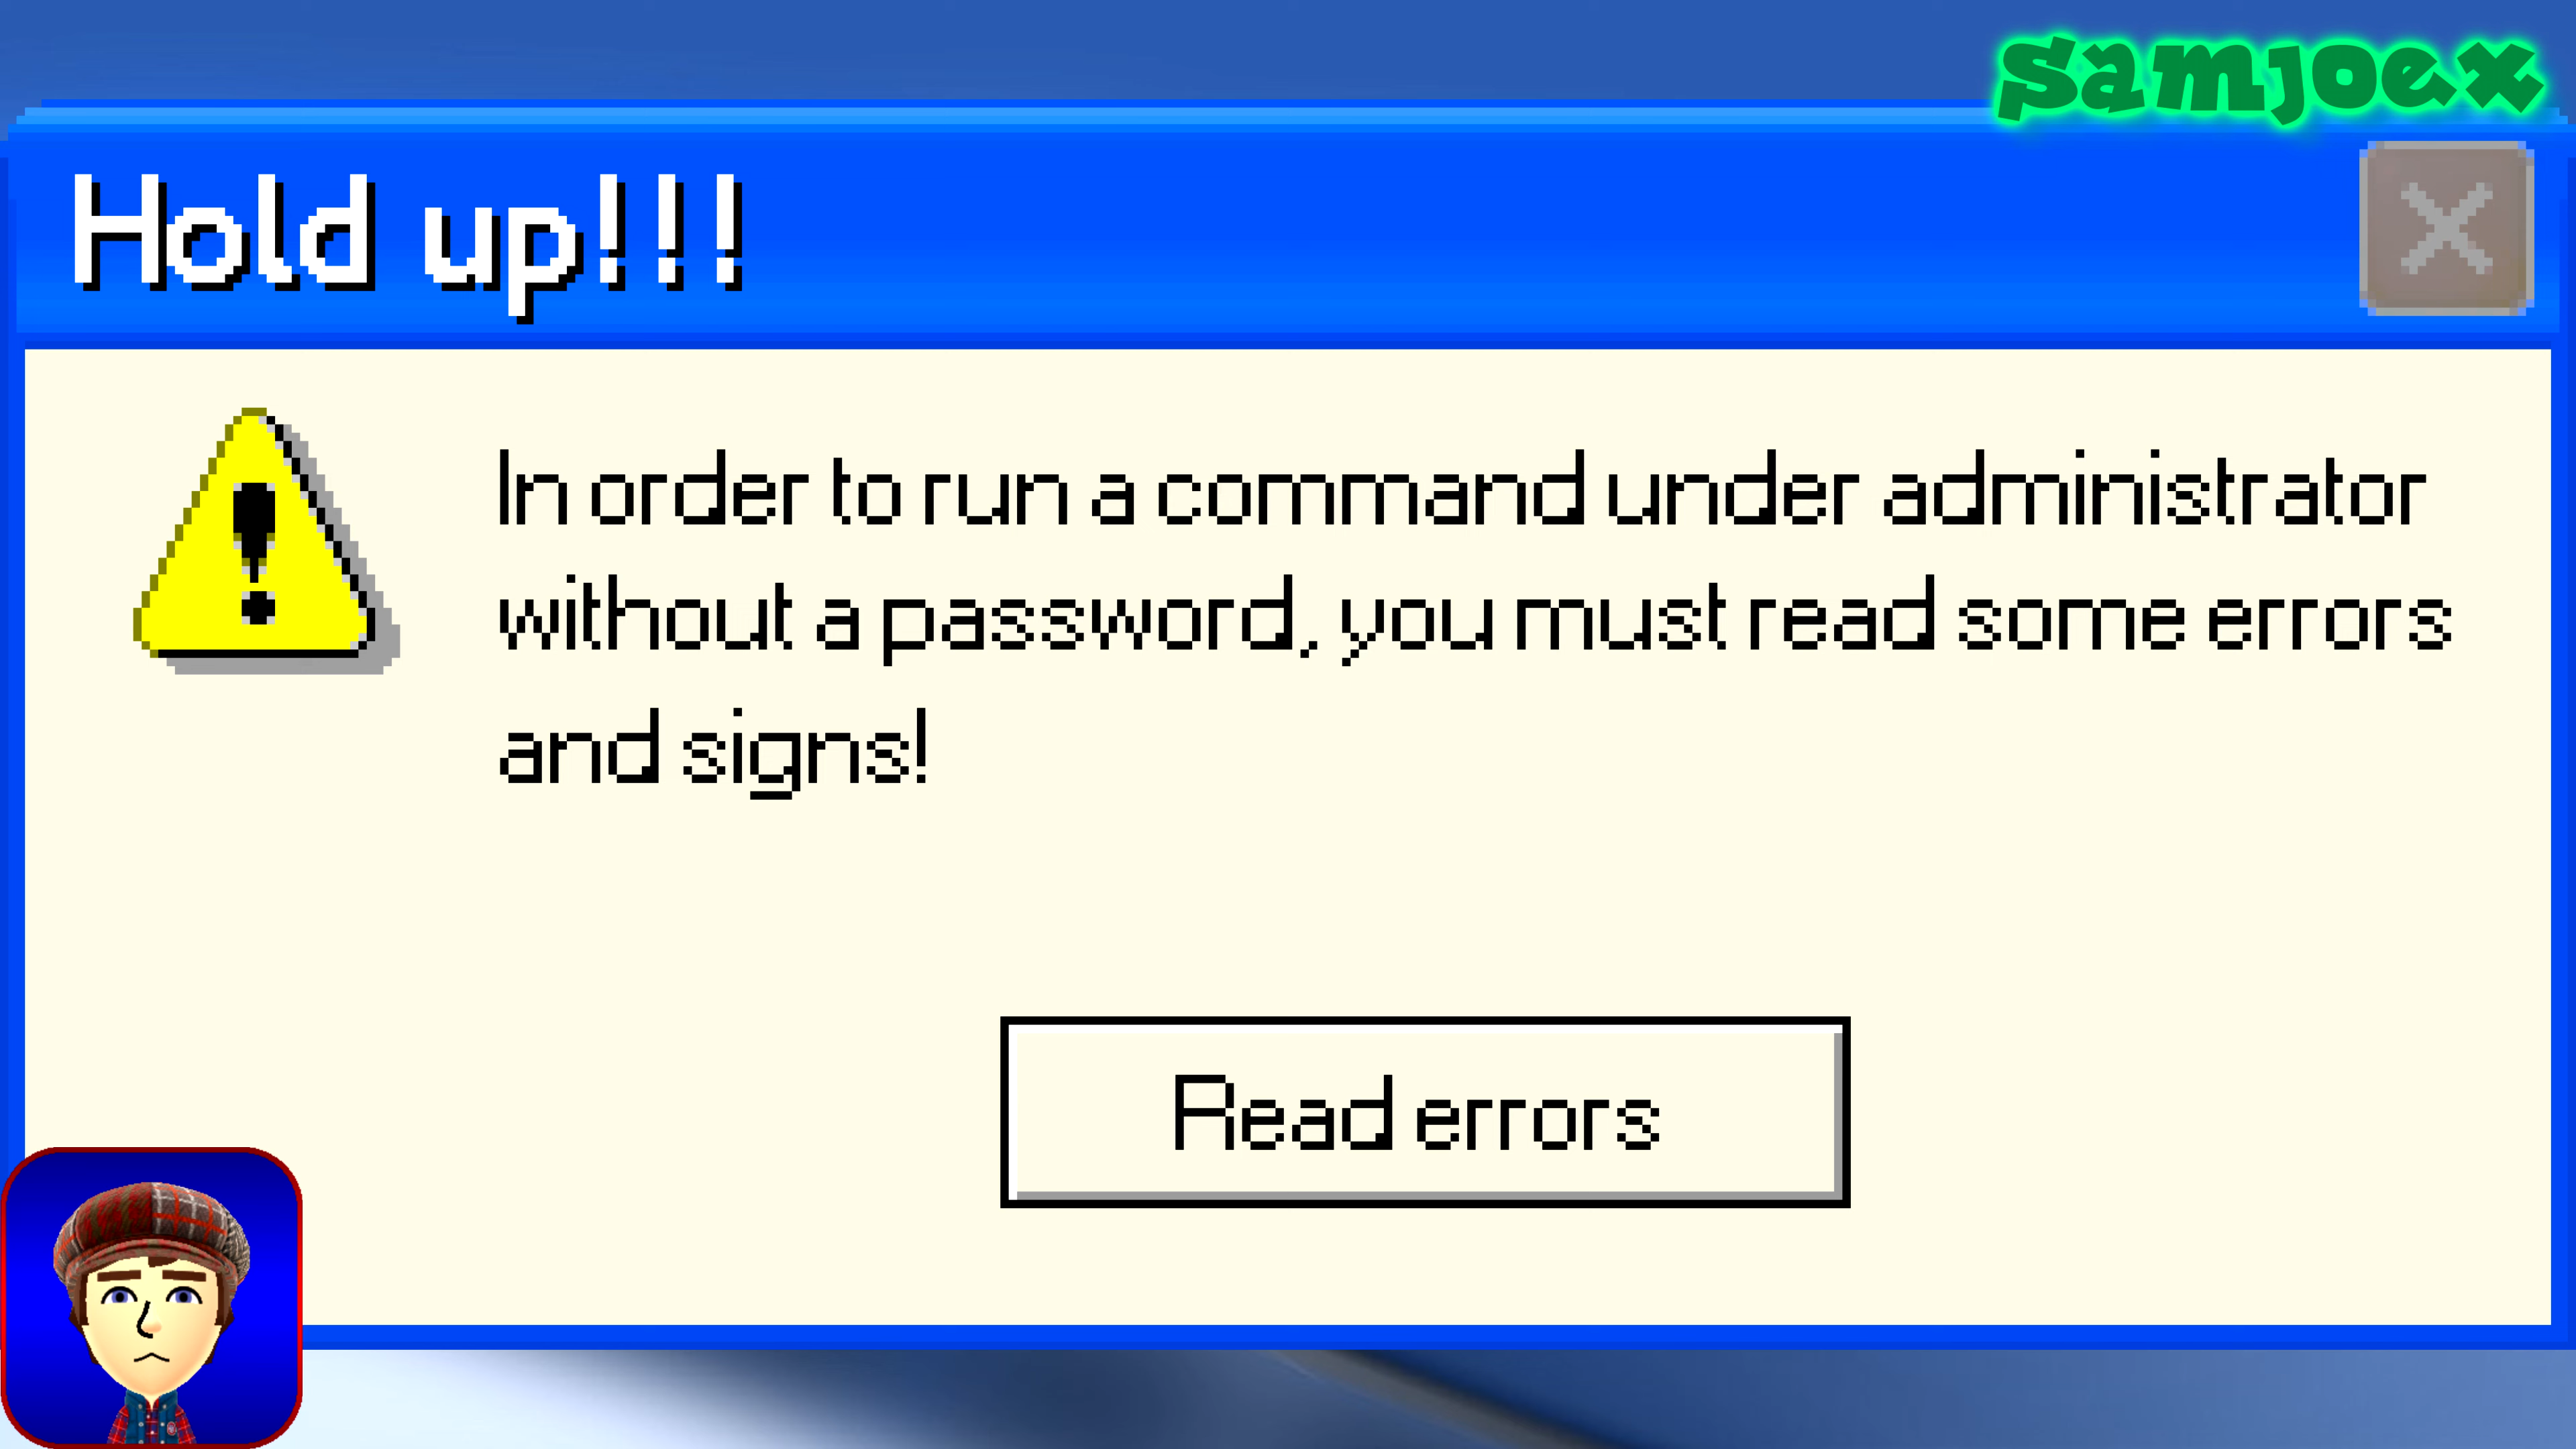 samjoex
Hold up!!!
In order to run a command under administrator
without a password, you must read some errors
and signs!
Read errors